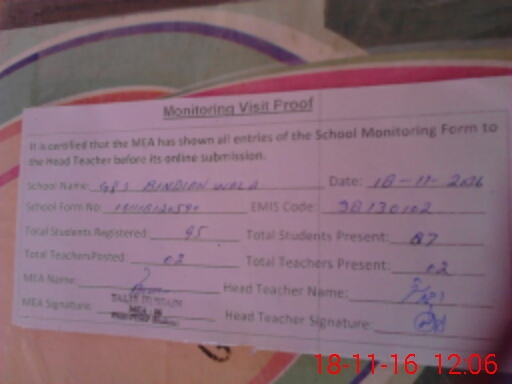 Monitoring Visit Proof
It is certified that the MEA has shown all entries of the School Monitoring Form to
the Head Teacher before its online submission.
School Name: GPS BINDIAN WALA Date: 18-11-2016
School Form No: EMIS Code: 38130102
Total Students Registered: 95 Total Students Present: 87
Total Teachers Posted: 02 Total Teachers Present: 02
MEA Name: Head Teacher Name:
MEA Signature: Head Teacher Signature:
18-11-16 12:06